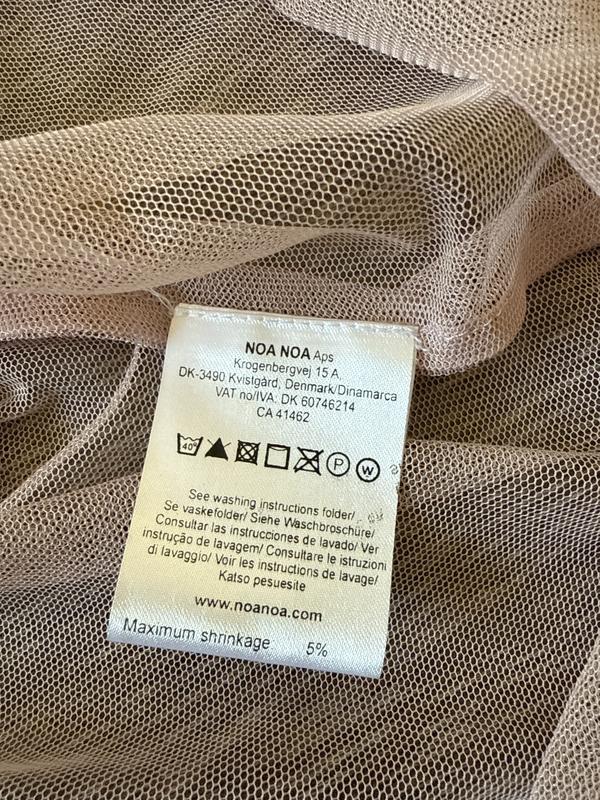 NOA NOA Aps
Krogenbergvej 15 A,
DK-3490 Kvistgård, Denmark/Dinamarca
VAT no/IVA: DK 60746214
CA 41462
40° P W
See washing instructions folder/
Se vaskefolder/ Siehe Waschbroschüre/
Consultar las instrucciones de lavado/ Ver
instrução de lavagem/ Consultare le istruzioni
di lavaggio/ Voir les instructions de lavage/
Katso pesuesite
www.noanoa.com
Maximum shrinkage 5%